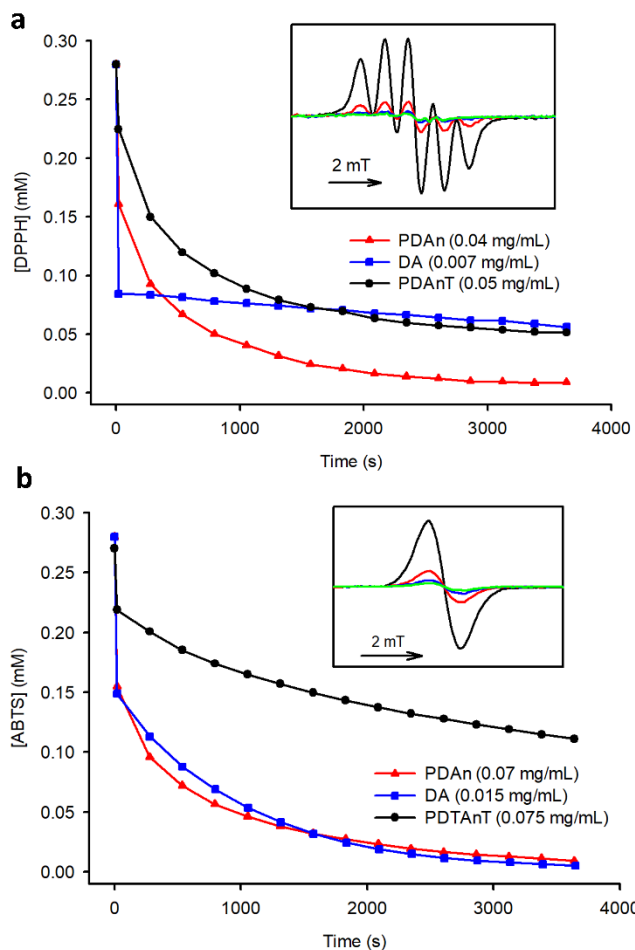 a
0.30
0.25
0.20
0.15
0.10
0.05
0.00
[DPPH] (mM)
2 mT
PDAn (0.04 mg/mL)
DA (0.007 mg/mL)
PDAnT (0.05 mg/mL)
0 1000 2000 3000 4000
Time (s)
b
0.30
0.25
0.20
0.15
0.10
0.05
0.00
[ABTS] (mM)
2 mT
PDAn (0.07 mg/mL)
DA (0.015 mg/mL)
PDTAnT (0.075 mg/mL)
0 1000 2000 3000 4000
Time (s)